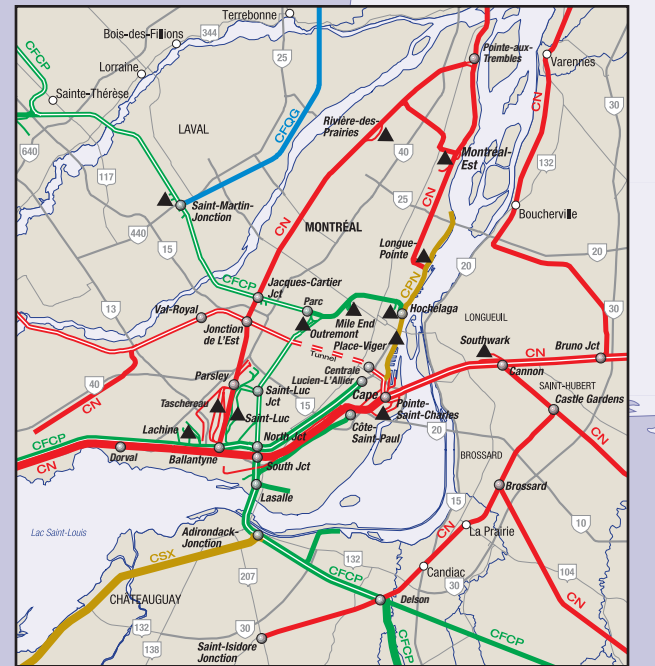 Terrebonne
344
Bois-des-Filions
25
CFCP
Lorraine
Sainte-Thérèse
Pointe-aux-
Trembles
Varennes
CN
30
CFQG
LAVAL
Rivière-des-
Prairies
40
Montréal-
Est
132
640
117
CN
25
Saint-Martin-
Jonction
CN
MONTRÉAL
Boucherville
440
15
Longue-
Pointe
20
20
CFCP
Jacques-Cartier
Jct
CPN
13
Val-Royal
Parc
Hochelaga
30
Jonction
de L'Est
Mile End
Outremont
LONGUEUIL
Place-Viger
Southwark
Bruno Jct
Tunnel
CN
Centrale
Cannon
Parsley
Lucien-L'Allier
40
Saint-Luc
Jct
Cape
SAINT-HUBERT
CN
Taschereau
15
Castle Gardens
Saint-Luc
Pointe-
Saint-Charles
Lachine
Côte-
Saint-Paul
20
CN
CFCP
North Jct
CN
Dorval
Ballantyne
South Jct
BROSSARD
Lasalle
Brossard
15
Lac Saint-Louis
Adirondack-
Jonction
CN
La Prairie
10
CSX
132
207
CFCP
Candiac
30
104
CN
CHÂTEAUGUAY
Delson
132
30
138
Saint-Isidore
Jonction
CFCP
CFCP